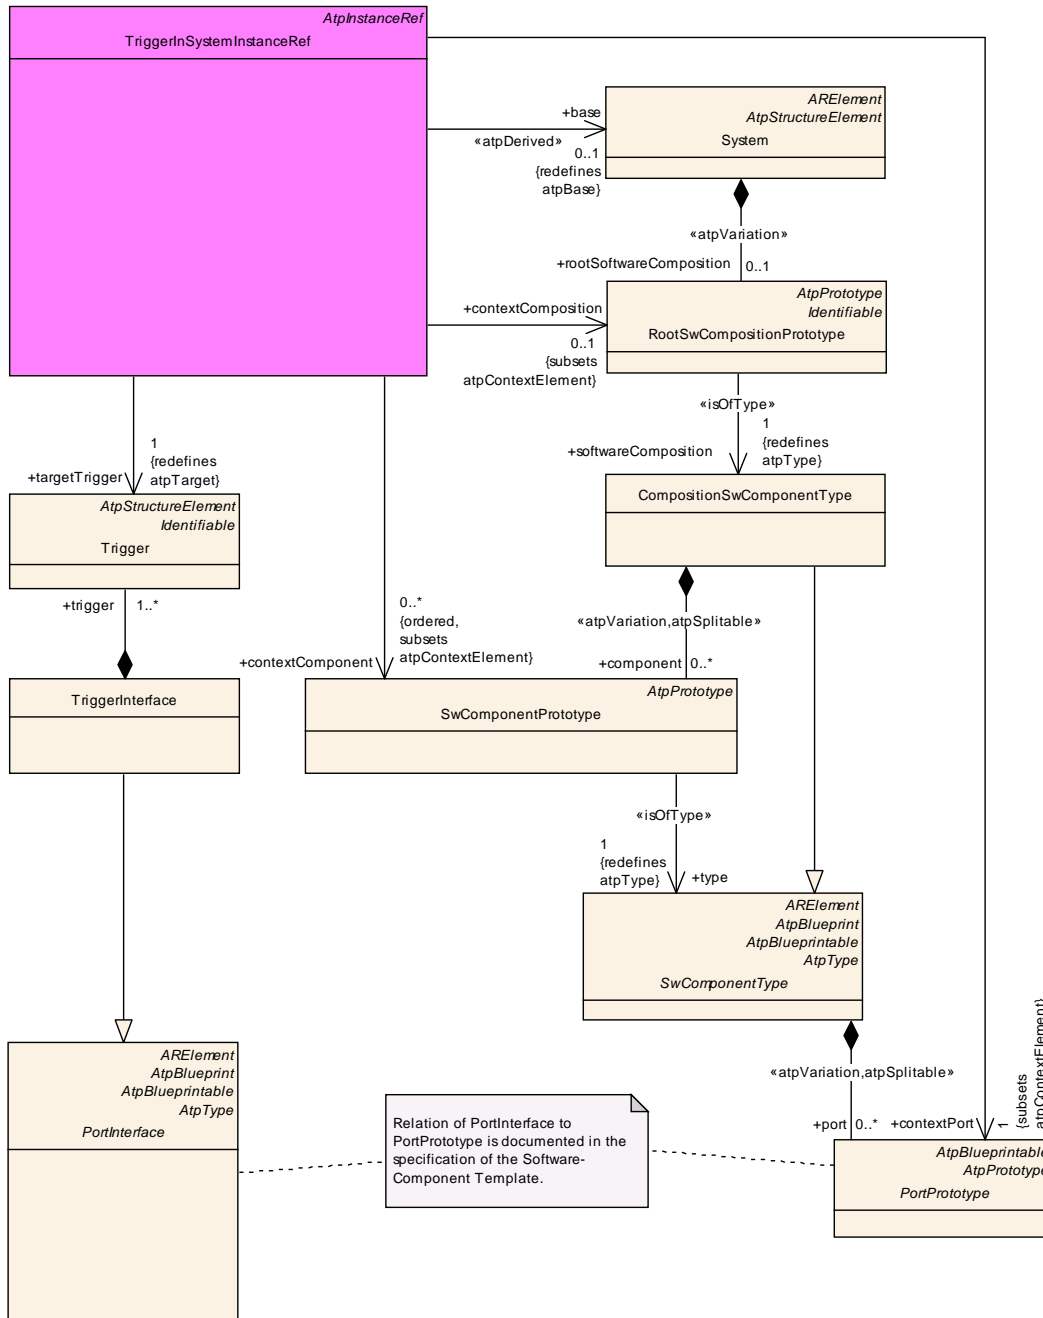 AtpInstanceRef
TriggerInSystemInstanceRef
+base
«atpDerived»
0..1
{redefines
atpBase}
ARElement
AtpStructureElement
System
«atpVariation»
+rootSoftwareComposition
0..1
+contextComposition
0..1
{subsets
atpContextElement}
AtpPrototype
Identifiable
RootSwCompositionPrototype
«isOfType»
+softwareComposition
1
{redefines
atpType}
CompositionSwComponentType
+targetTrigger
1
{redefines
atpTarget}
AtpStructureElement
Identifiable
Trigger
+trigger
1..*
TriggerInterface
+contextComponent
0..*
{ordered,
subsets
atpContextElement}
«atpVariation,atpSplitable»
+component
0..*
AtpPrototype
SwComponentPrototype
«isOfType»
1
{redefines
atpType}
+type
ARElement
AtpBlueprint
AtpBlueprintable
AtpType
SwComponentType
«atpVariation,atpSplitable»
+port
0..*
+contextPort
1
{subsets
atpContextElement}
AtpBlueprintable
AtpPrototype
PortPrototype
ARElement
AtpBlueprint
AtpBlueprintable
AtpType
PortInterface
Relation of PortInterface to
PortPrototype is documented in the
specification of the Software-
Component Template.